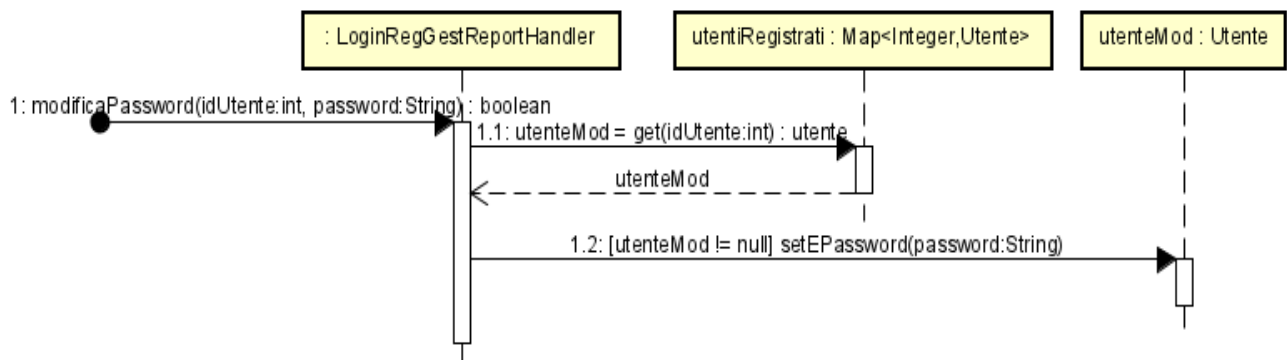 : LoginRegGestReportHandler
utentiRegistrati : Map<Integer,Utente>
utenteMod : Utente
1: modificaPassword(idUtente:int, password:String) : boolean
1.1: utenteMod = get(idUtente:int) : utente
utenteMod
1.2: [utenteMod != null] setEPassword(password:String)